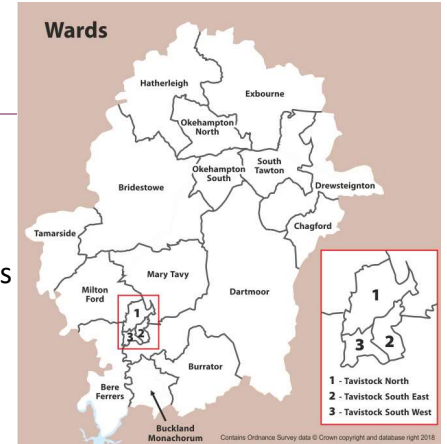 Wards
Hatherleigh
Exbourne
Okehampton
North
Okehampton
South
South
Tawton
Bridestowe
Drewsteignton
Chagford
Tamarside
Mary Tavy
Milton
Ford
Dartmoor
s
1
3 2
Burrator
Bere
Ferrers
Buckland
Monachorum
1
3 2
1 - Tavistock North
2 - Tavistock South East
3 - Tavistock South West
Contains Ordnance Survey data © Crown copyright and database right 2018